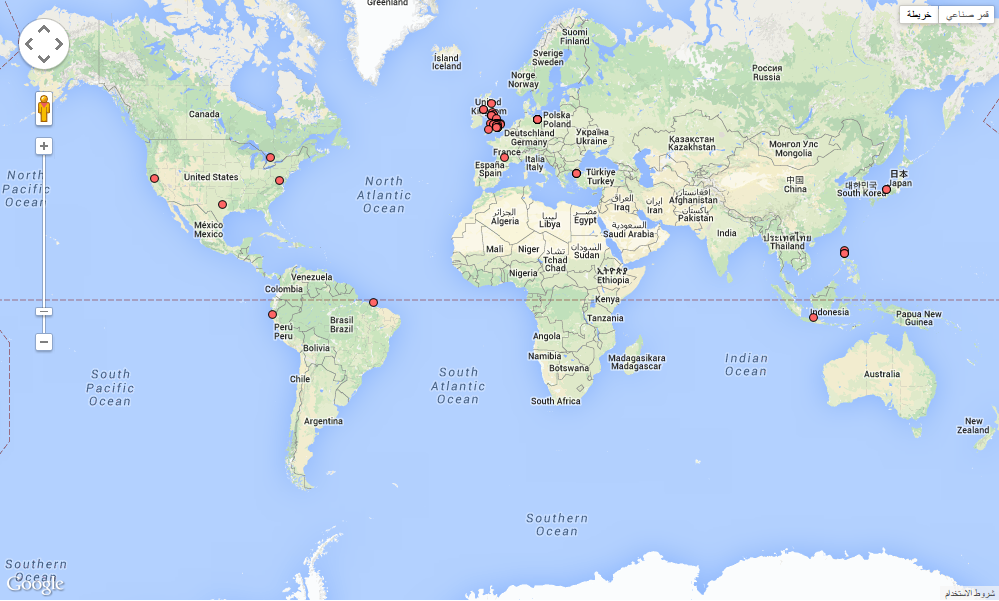 Greenland
قمر صناعي
خريطة
Suomi
Finland
Ísland
Iceland
Sverige
Sweden
Norge
Norway
Россия
Russia
United
Kingdom
Polska
Poland
Canada
Deutschland
Germany
Україна
Ukraine
Қазақстан
Kazakhstan
Монгол Улс
Mongolia
France
Italia
Italy
España
Spain
Türkiye
Turkey
North
Pacific
Ocean
United States
North
Atlantic
Ocean
中国
China
대한민국
South Korea
日本
Japan
افغانستان
Afghanistan
پاکستان
Pakistan
العراق
Iraq
ایران
Iran
الجزائر
Algeria
ليبيا
Libya
مصر
Egypt
السعودية
Saudi Arabia
México
Mexico
India
ประเทศไทย
Thailand
Mali
Niger
تشاد
Tchad
Chad
السودان
Sudan
Nigeria
ኢትዮጵያ
Ethiopia
Venezuela
Colombia
Kenya
Tanzania
Indonesia
Papua New
Guinea
Perú
Peru
Brasil
Brazil
Bolivia
Angola
Namibia
Botswana
Madagasikara
Madagascar
South
Pacific
Ocean
Chile
South
Atlantic
Ocean
Indian
Ocean
Australia
South Africa
Argentina
New
Zealand
Southern
Ocean
Southern
Ocean
Google
شروط الاستخدام